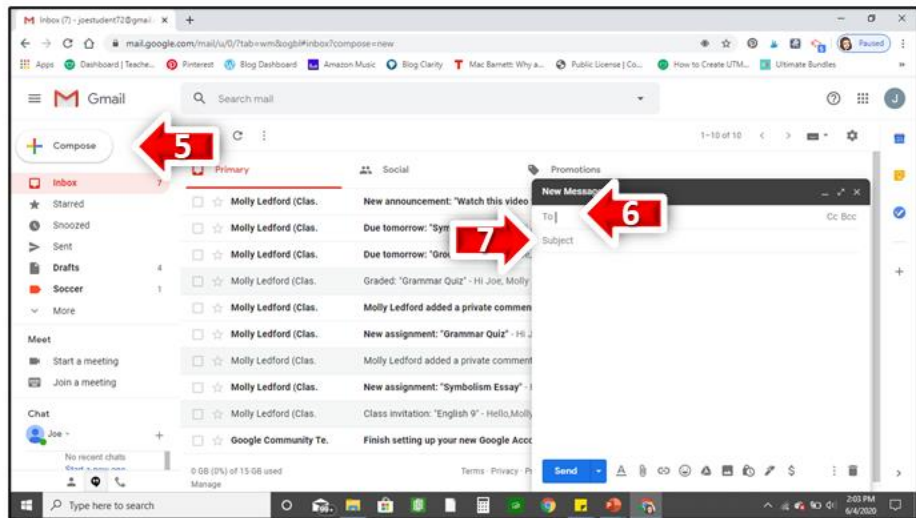 Inbox (7) - joestudent72@gmai
mail.google.com/mail/u/0/?tab=wm&ogbl#inbox?compose=new
Paused
Apps Dashboard | Teache... Pinterest Blog Dashboard Amazon Music Blog Clarity Mac Barnett: Why a... Public License | Co... How to Create UTM... Ultimate Bundles
Gmail
Search mail
J
Compose
5
1-10 of 10
Primary
Social
Promotions
Inbox 7
Starred
Snoozed
Sent
Drafts 4
Soccer 1
More
Meet
Start a meeting
Join a meeting
Chat
Joe
No recent chats
Start a new one
Molly Ledford (Clas. New announcement: "Watch this video
Molly Ledford (Clas. Due tomorrow: "Sym
Molly Ledford (Clas. Due tomorrow: "Gro
Molly Ledford (Clas. Graded: "Grammar Quiz" - Hi Joe, Molly
Molly Ledford (Clas. Molly Ledford added a private commen
Molly Ledford (Clas. New assignment: "Grammar Quiz" - Hi
Molly Ledford (Clas. Molly Ledford added a private comment
Molly Ledford (Clas. New assignment: "Symbolism Essay" -
Molly Ledford (Clas. Class invitation: "English 9" - Hello,Molly
Google Community Te. Finish setting up your new Google Acco
0 GB (0%) of 15 GB used
Manage
Terms · Privacy ·
New Message
To
6
Cc Bcc
7
Subject
Send
Type here to search
2:03 PM
6/4/2020